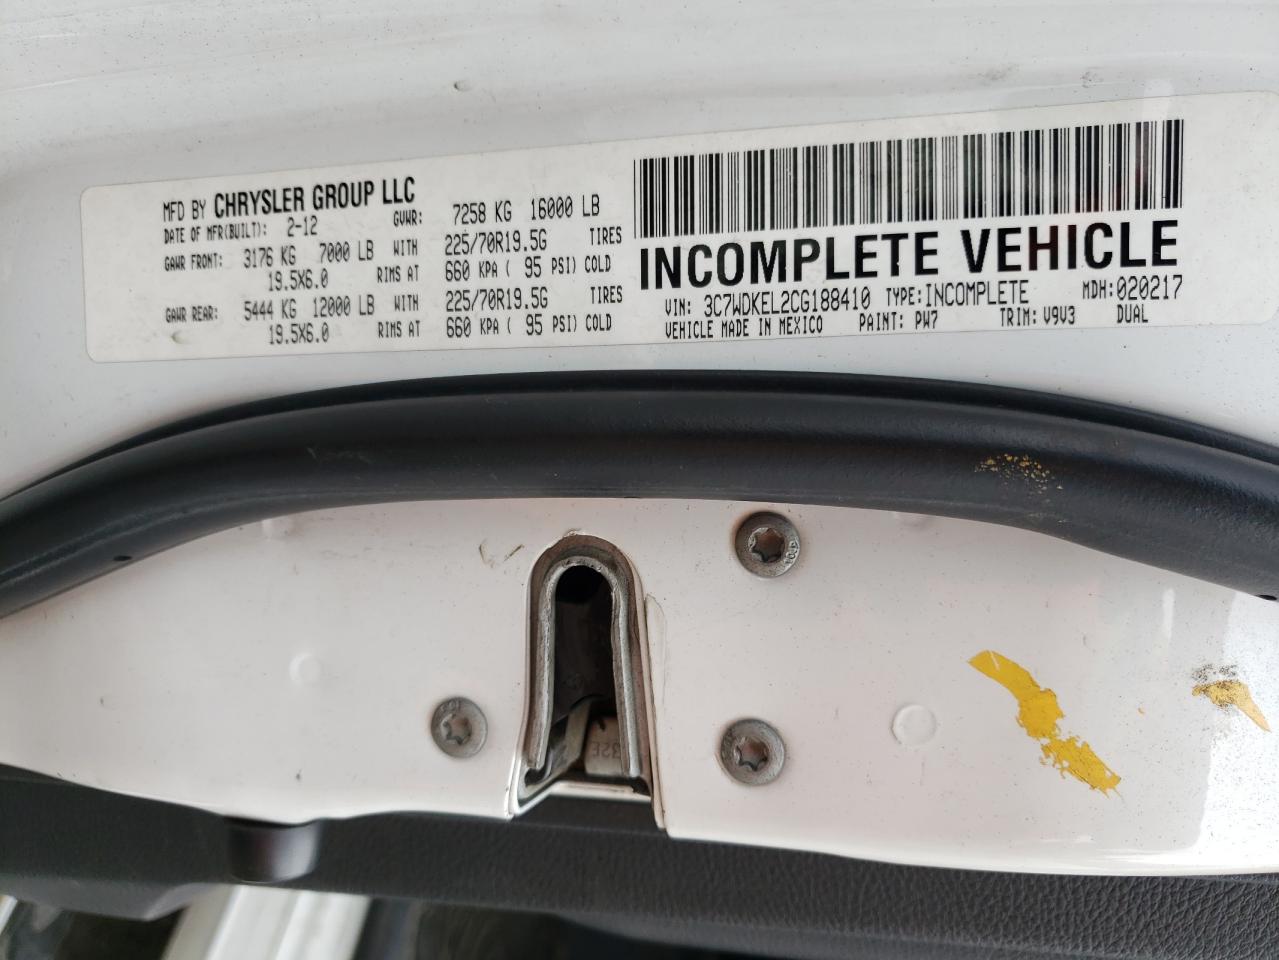 MFD BY CHRYSLER GROUP LLC
DATE OF MFR(BUILT): 2-12 GVWR: 7258 KG 16000 LB
GAWR FRONT: 3176 KG 7000 LB WITH 225/70R19.5G TIRES
19.5X6.0 RIMS AT 660 KPA ( 95 PSI) COLD
GAWR REAR: 5444 KG 12000 LB WITH 225/70R19.5G TIRES
19.5X6.0 RIMS AT 660 KPA ( 95 PSI) COLD
INCOMPLETE VEHICLE
VIN: 3C7WDKEL2CG188410 TYPE: INCOMPLETE MDH: 020217
VEHICLE MADE IN MEXICO PAINT: PW7 TRIM: V9V3 DUAL